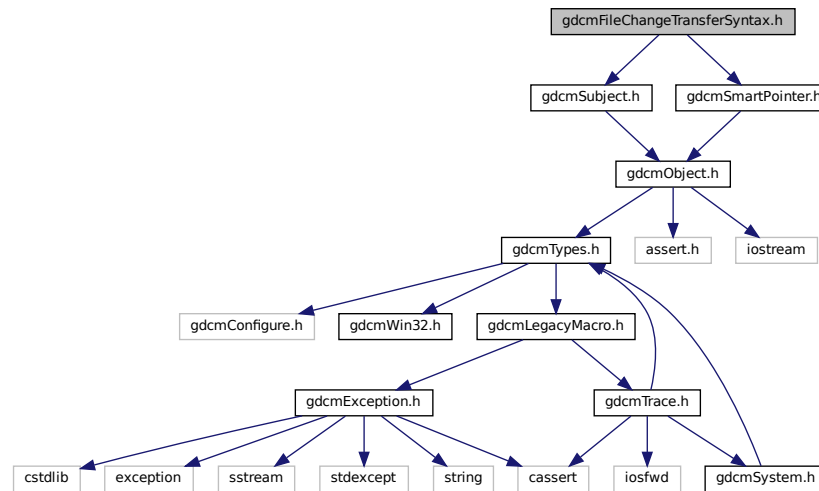 gdcmFileChangeTransferSyntax.h
gdcmSubject.h
gdcmSmartPointer.h
gdcmObject.h
gdcmTypes.h
assert.h
iostream
gdcmConfigure.h
gdcmWin32.h
gdcmLegacyMacro.h
gdcmException.h
gdcmTrace.h
cstdlib
exception
sstream
stdexcept
string
cassert
iosfwd
gdcmSystem.h